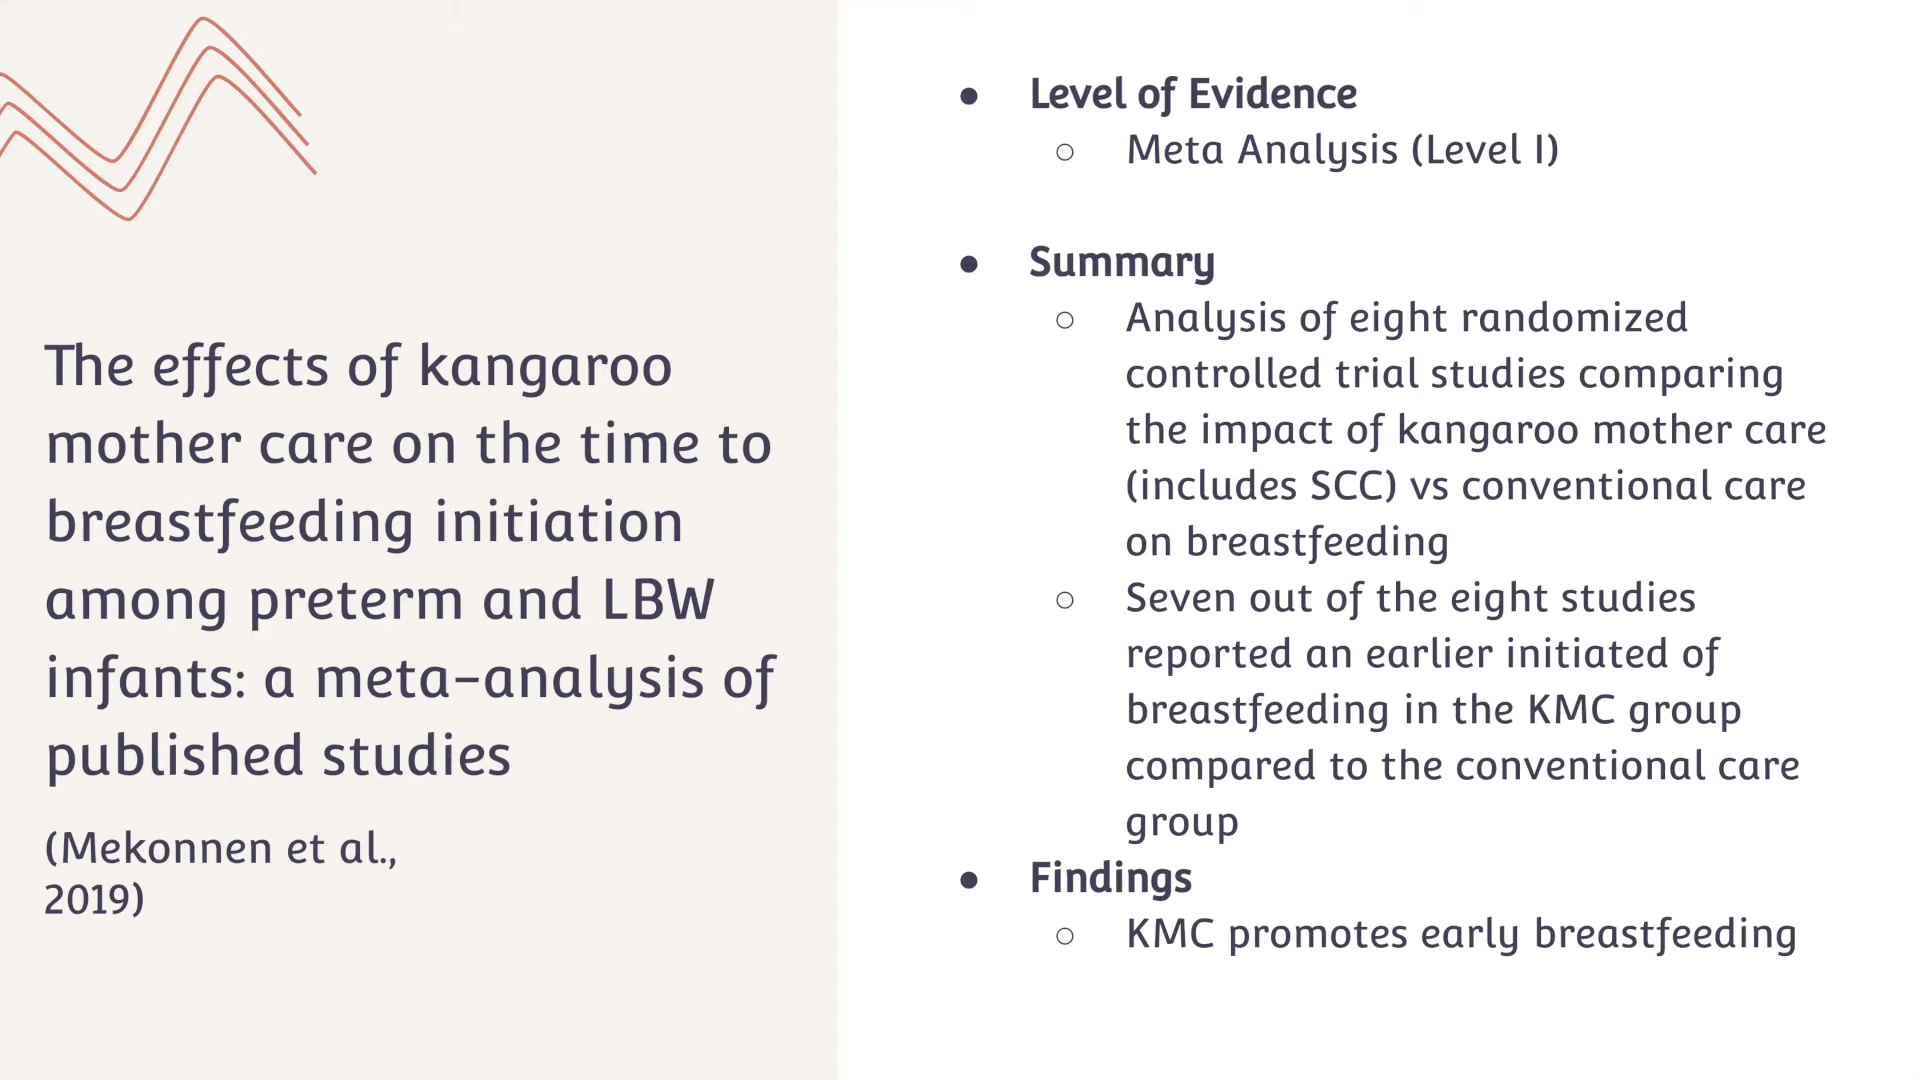 The effects of kangaroo
mother care on the time to
breastfeeding initiation
among preterm and LBW
infants: a meta-analysis of
published studies
(Mekonnen et al.,
2019)
● Level of Evidence
○ Meta Analysis (Level I)
● Summary
○ Analysis of eight randomized
controlled trial studies comparing
the impact of kangaroo mother care
(includes SCC) vs conventional care
on breastfeeding
○ Seven out of the eight studies
reported an earlier initiated of
breastfeeding in the KMC group
compared to the conventional care
group
● Findings
○ KMC promotes early breastfeeding